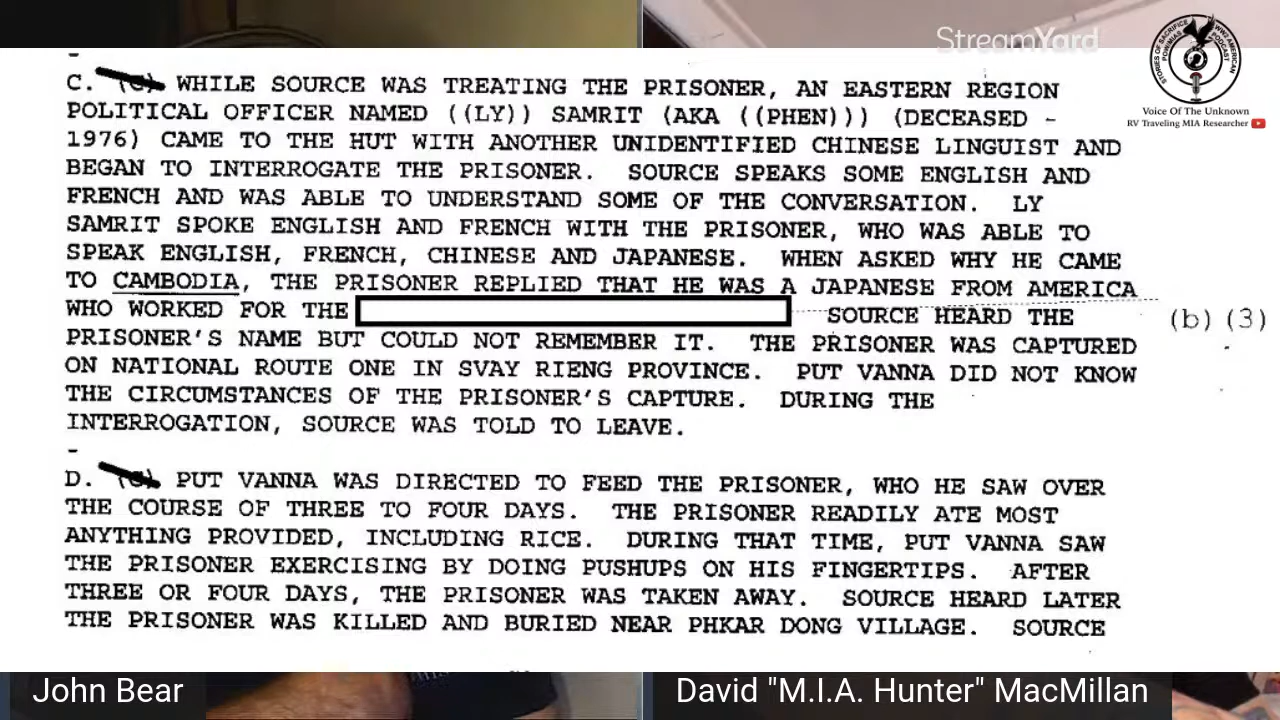 StreamYard
STORIES OF SACRIFICE
POW/MIAS
WWII AMERICAN
PODCAST
Voice Of The Unknown
RV Traveling MIA Researcher
C. (C) WHILE SOURCE WAS TREATING THE PRISONER, AN EASTERN REGION
POLITICAL OFFICER NAMED ((LY)) SAMRIT (AKA ((PHEN))) (DECEASED -
1976) CAME TO THE HUT WITH ANOTHER UNIDENTIFIED CHINESE LINGUIST AND
BEGAN TO INTERROGATE THE PRISONER. SOURCE SPEAKS SOME ENGLISH AND
FRENCH AND WAS ABLE TO UNDERSTAND SOME OF THE CONVERSATION. LY
SAMRIT SPOKE ENGLISH AND FRENCH WITH THE PRISONER, WHO WAS ABLE TO
SPEAK ENGLISH, FRENCH, CHINESE AND JAPANESE. WHEN ASKED WHY HE CAME
TO CAMBODIA, THE PRISONER REPLIED THAT HE WAS A JAPANESE FROM AMERICA
WHO WORKED FOR THE SOURCE HEARD THE (b)(3)
PRISONER'S NAME BUT COULD NOT REMEMBER IT. THE PRISONER WAS CAPTURED
ON NATIONAL ROUTE ONE IN SVAY RIENG PROVINCE. PUT VANNA DID NOT KNOW
THE CIRCUMSTANCES OF THE PRISONER'S CAPTURE. DURING THE
INTERROGATION, SOURCE WAS TOLD TO LEAVE.
-
D. (C) PUT VANNA WAS DIRECTED TO FEED THE PRISONER, WHO HE SAW OVER
THE COURSE OF THREE TO FOUR DAYS. THE PRISONER READILY ATE MOST
ANYTHING PROVIDED, INCLUDING RICE. DURING THAT TIME, PUT VANNA SAW
THE PRISONER EXERCISING BY DOING PUSHUPS ON HIS FINGERTIPS. AFTER
THREE OR FOUR DAYS, THE PRISONER WAS TAKEN AWAY. SOURCE HEARD LATER
THE PRISONER WAS KILLED AND BURIED NEAR PHKAR DONG VILLAGE. SOURCE
John Bear
David "M.I.A. Hunter" MacMillan